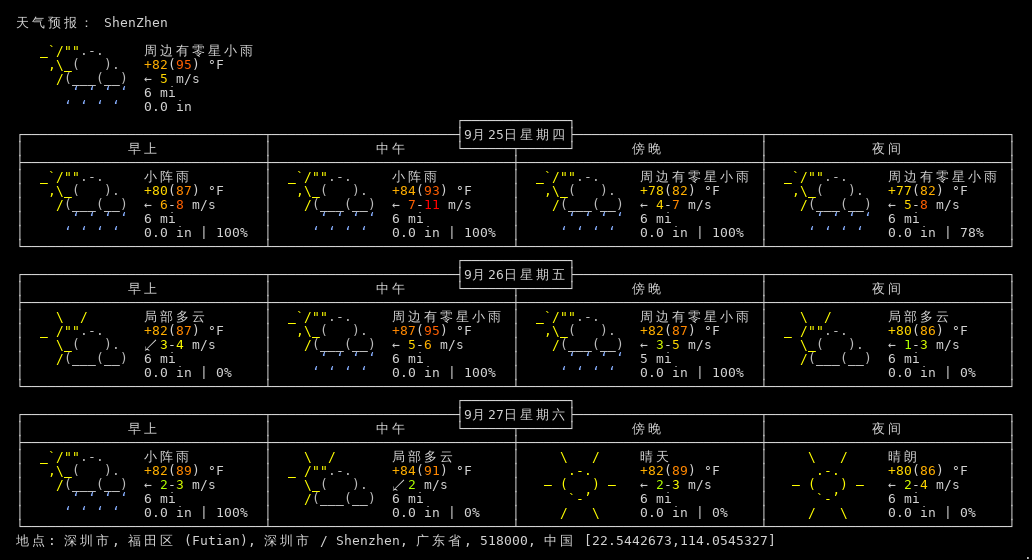 天气预报： ShenZhen
周边有零星小雨
+82(95) °F
← 5 m/s
6 mi
0.0 in
9月25日星期四
早上 中午 傍晚 夜间
小阵雨 小阵雨 周边有零星小雨 周边有零星小雨
+80(87) °F +84(93) °F +78(82) °F +77(82) °F
← 6-8 m/s ← 7-11 m/s ← 4-7 m/s ← 5-8 m/s
6 mi 6 mi 6 mi 6 mi
0.0 in | 100% 0.0 in | 100% 0.0 in | 100% 0.0 in | 78%
9月26日星期五
早上 中午 傍晚 夜间
局部多云 周边有零星小雨 周边有零星小雨 局部多云
+82(87) °F +87(95) °F +82(87) °F +80(86) °F
↙ 3-4 m/s ← 5-6 m/s ← 3-5 m/s ← 1-3 m/s
6 mi 6 mi 5 mi 6 mi
0.0 in | 0% 0.0 in | 100% 0.0 in | 100% 0.0 in | 0%
9月27日星期六
早上 中午 傍晚 夜间
小阵雨 局部多云 晴天 晴朗
+82(89) °F +84(91) °F +82(89) °F +80(86) °F
← 2-3 m/s ↙ 2 m/s ← 2-3 m/s ← 2-4 m/s
6 mi 6 mi 6 mi 6 mi
0.0 in | 100% 0.0 in | 0% 0.0 in | 0% 0.0 in | 0%
地点: 深圳市, 福田区 (Futian), 深圳市 / Shenzhen, 广东省, 518000, 中国 [22.5442673,114.0545327]